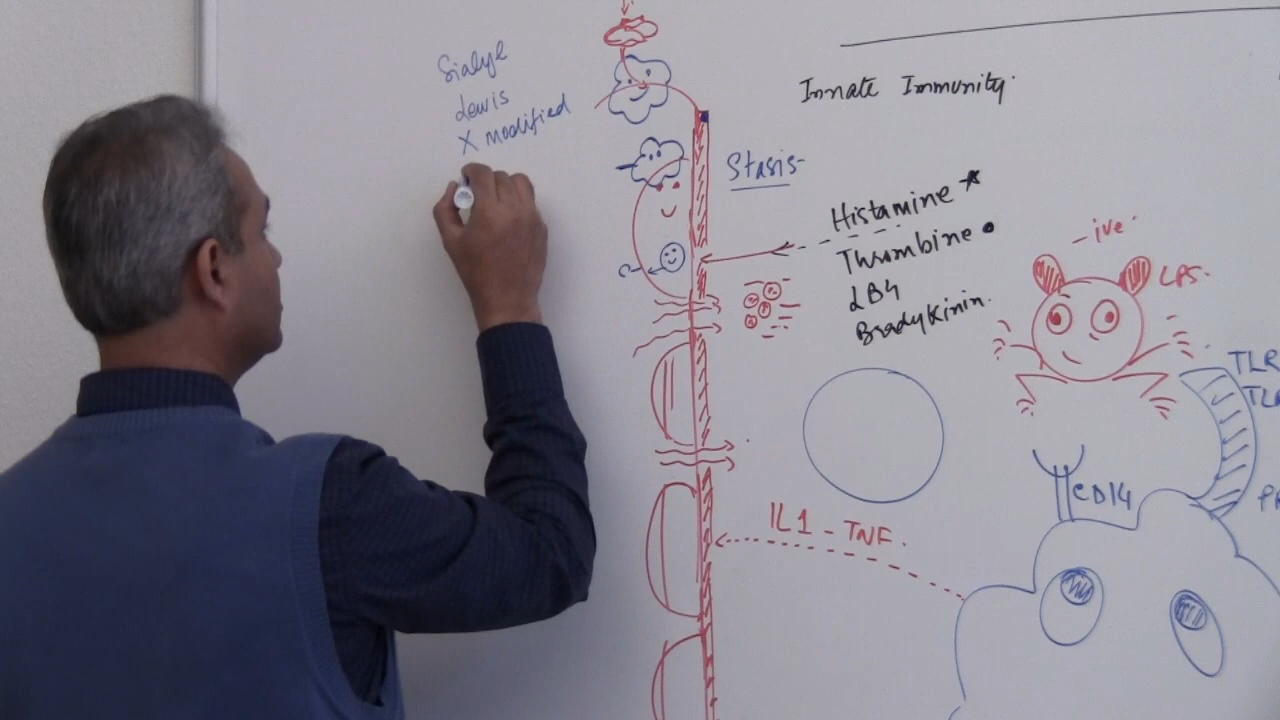 Sialyl
Lewis
X modified
Innate Immunity
Stasis
Histamine
Thrombine
LB4
BradyKinin.
-ive
LPS.
TLR
CD14
IL1 - TNF.